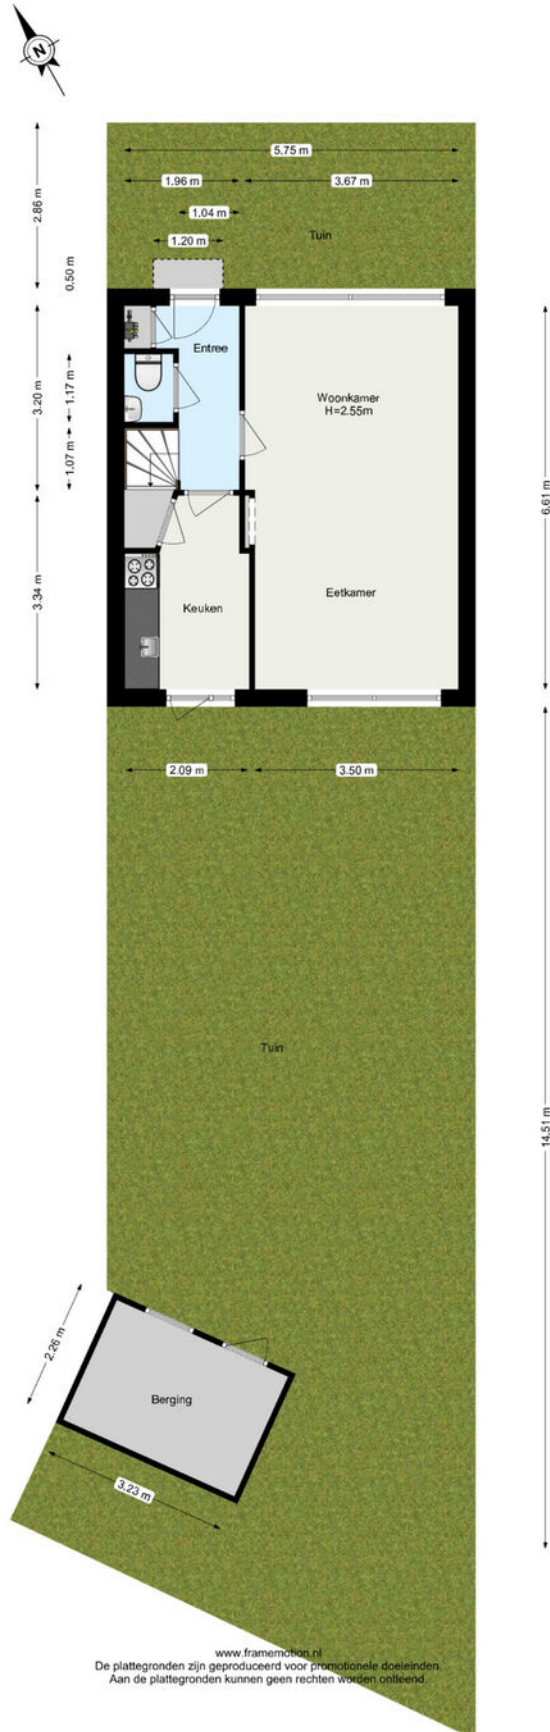 N
5.75 m
1.96 m
3.67 m
1.04 m
1.20 m
Tuin
2.86 m
0.50 m
3.20 m
1.17 m
1.07 m
3.34 m
6.61 m
Entree
Woonkamer
H=2.55m
Eetkamer
Keuken
2.09 m
3.50 m
Tuin
14.51 m
2.26 m
Berging
3.23 m
www.framemotion.nl
De plattegronden zijn geproduceerd voor promotionele doeleinden.
Aan de plattegronden kunnen geen rechten worden ontleend.